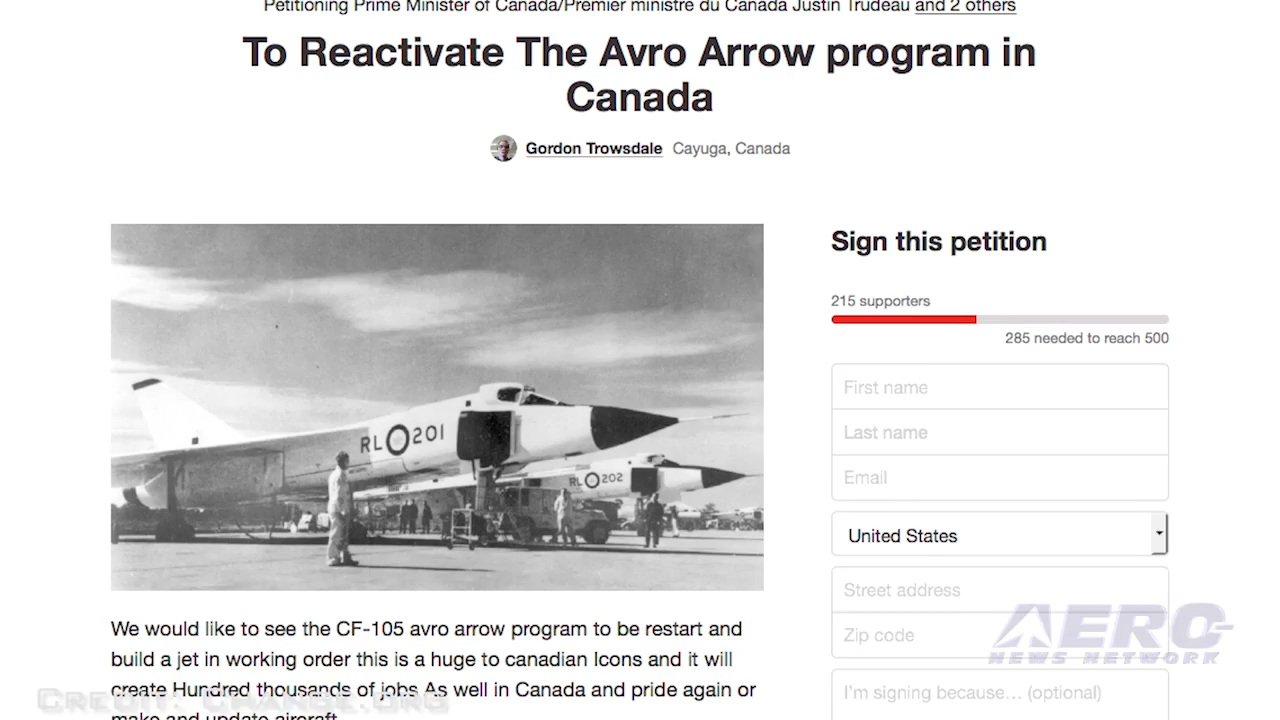 Petitioning Prime Minister of Canada/Premier ministre du Canada Justin Trudeau and 2 others
To Reactivate The Avro Arrow program in
Canada
Gordon Trowsdale Cayuga, Canada
RL 201
RL 202
Sign this petition
215 supporters
285 needed to reach 500
First name
Last name
Email
United States
Street address
Zip code
I'm signing because... (optional)
We would like to see the CF-105 avro arrow program to be restart and
build a jet in working order this is a huge to canadian Icons and it will
create Hundred thousands of jobs As well in Canada and pride again or
make and update aircraft.
Credit: Change.org
AERO
NEWS NETWORK